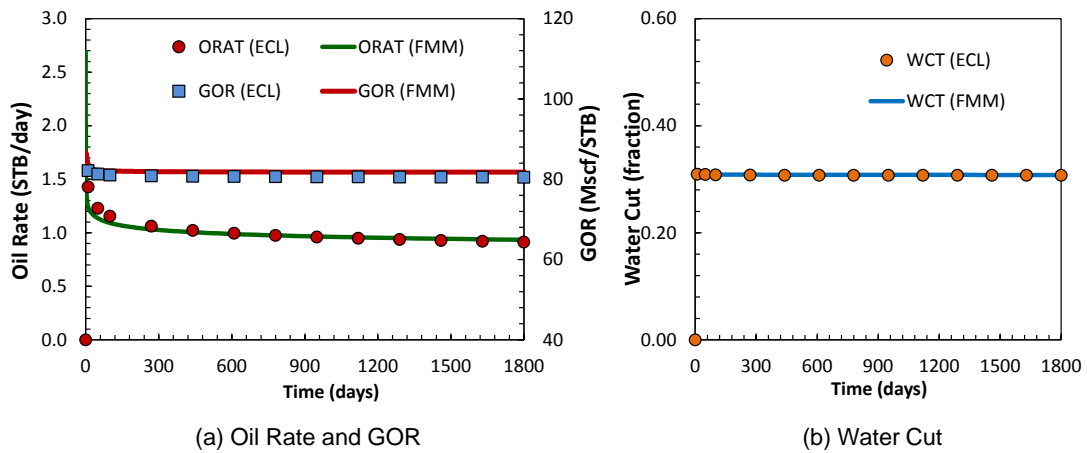 3.0
2.5
2.0
1.5
1.0
0.5
0.0
Oil Rate (STB/day)
ORAT (ECL)
ORAT (FMM)
GOR (ECL)
GOR (FMM)
120
100
80
60
40
GOR (Mscf/STB)
0 300 600 900 1200 1500 1800
Time (days)
(a) Oil Rate and GOR
0.60
0.40
0.20
0.00
Water Cut (fraction)
WCT (ECL)
WCT (FMM)
0 300 600 900 1200 1500 1800
Time (days)
(b) Water Cut